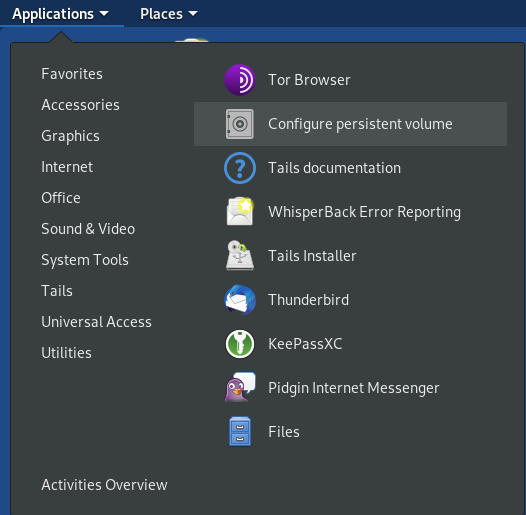 Applications Places
Favorites
Accessories
Graphics
Internet
Office
Sound & Video
System Tools
Tails
Universal Access
Utilities
Activities Overview
Tor Browser
Configure persistent volume
Tails documentation
WhisperBack Error Reporting
Tails Installer
Thunderbird
KeePassXC
Pidgin Internet Messenger
Files